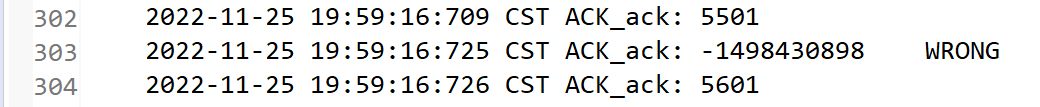 302 2022-11-25 19:59:16:709 CST ACK_ack: 5501
303 2022-11-25 19:59:16:725 CST ACK_ack: -1498430898 WRONG
304 2022-11-25 19:59:16:726 CST ACK_ack: 5601